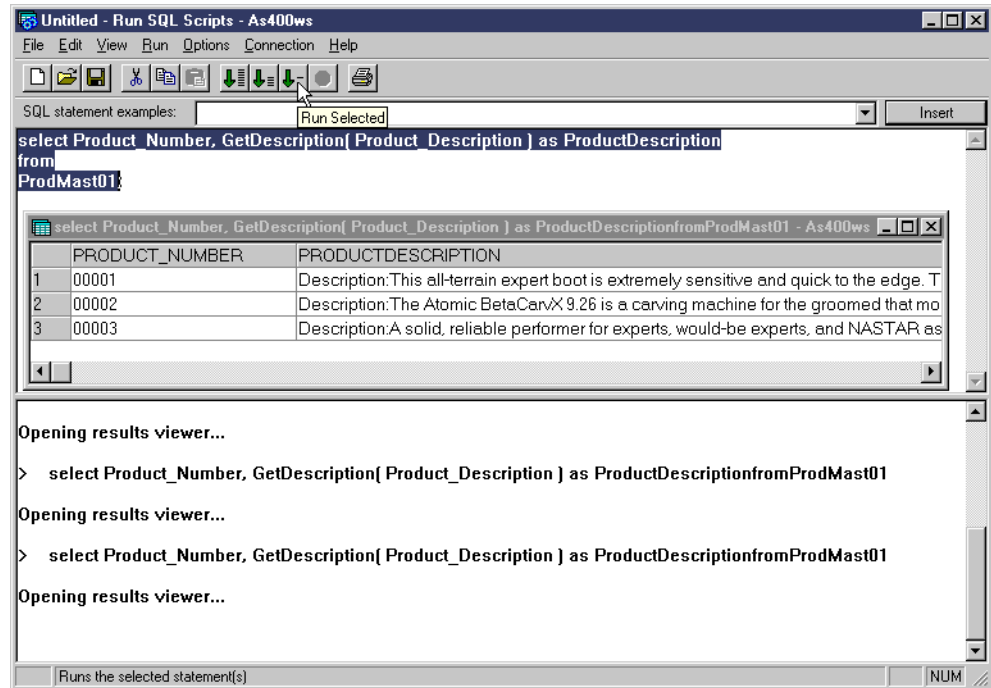 Untitled - Run SQL Scripts - As400ws
File Edit View Run Options Connection Help
SQL statement examples: Insert
Run Selected
select Product_Number, GetDescription( Product_Description ) as ProductDescription
from
ProdMast01;
select Product_Number, GetDescription( Product_Description ) as ProductDescriptionfromProdMast01 - As400ws
PRODUCT_NUMBER PRODUCTDESCRIPTION
1 00001 Description:This all-terrain expert boot is extremely sensitive and quick to the edge. T
2 00002 Description:The Atomic BetaCarvX 9.26 is a carving machine for the groomed that mo
3 00003 Description:A solid, reliable performer for experts, would-be experts, and NASTAR as
Opening results viewer...
> select Product_Number, GetDescription( Product_Description ) as ProductDescriptionfromProdMast01
Opening results viewer...
> select Product_Number, GetDescription( Product_Description ) as ProductDescriptionfromProdMast01
Opening results viewer...
Runs the selected statement(s) NUM